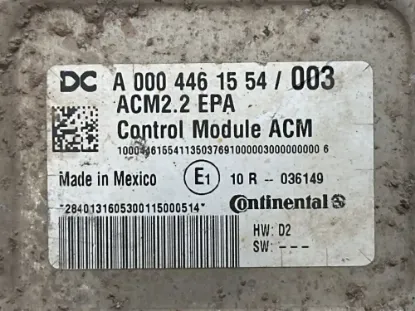 DC A 000 446 15 54 / 003
ACM2.2 EPA
Control Module ACM
10004461554113503769100000300000000 6
Made in Mexico E1 10 R - 036149
*2840131605300115000514* Continental
HW: D2
SW: ---